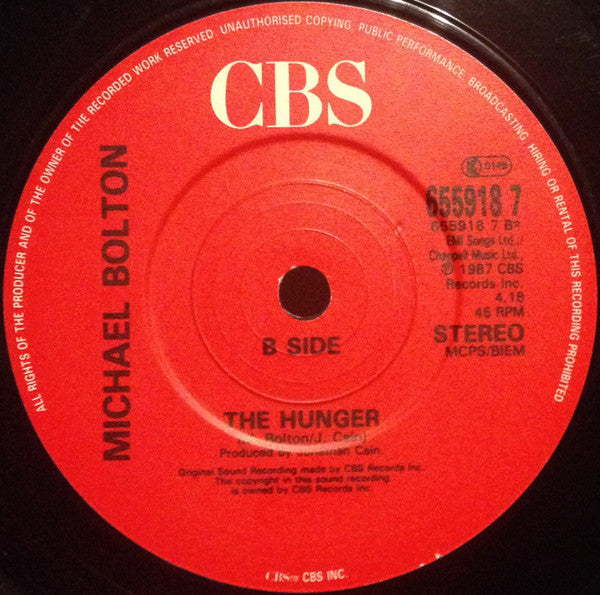 ALL RIGHTS OF THE PRODUCER AND OF THE OWNER OF THE RECORDED WORK RESERVED. UNAUTHORISED COPYING, PUBLIC PERFORMANCE, BROADCASTING, HIRING OR RENTAL OF THIS RECORDING PROHIBITED
CBS
MICHAEL BOLTON
0149
655918 7
655918 7 B*
EMI Songs Ltd./
Chappell Music Ltd.,
℗ 1987 CBS
Records Inc.
4.18
45 RPM
STEREO
MCPS/BIEM
B SIDE
THE HUNGER
Bolton/J. Cain)
Produced by Jonathan Cain
Original Sound Recording made by CBS Records Inc.
The copyright in this sound recording
is owned by CBS Records Inc.
CBS CBS INC.